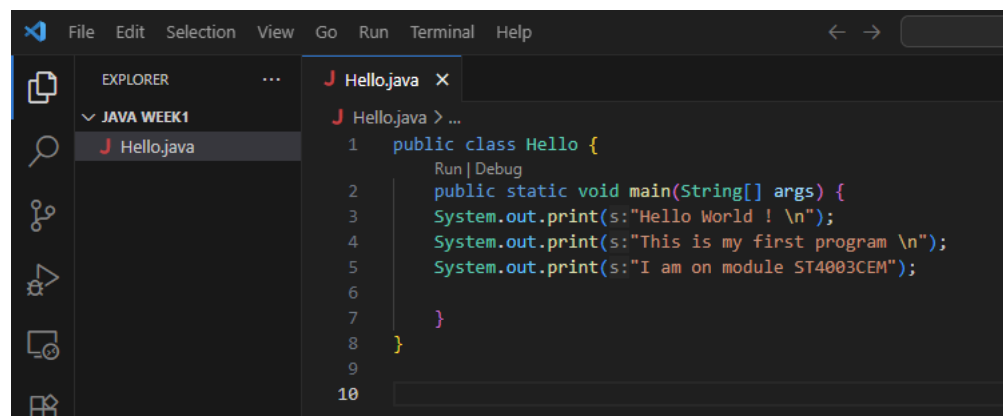 File Edit Selection View Go Run Terminal Help
EXPLORER ...
JAVA WEEK1
J Hello.java
J Hello.java ×
J Hello.java > ...
1 public class Hello {
Run | Debug
2 public static void main(String[] args) {
3 System.out.print(s:"Hello World ! \n");
4 System.out.print(s:"This is my first program \n");
5 System.out.print(s:"I am on module ST4003CEM");
6
7 }
8 }
9
10